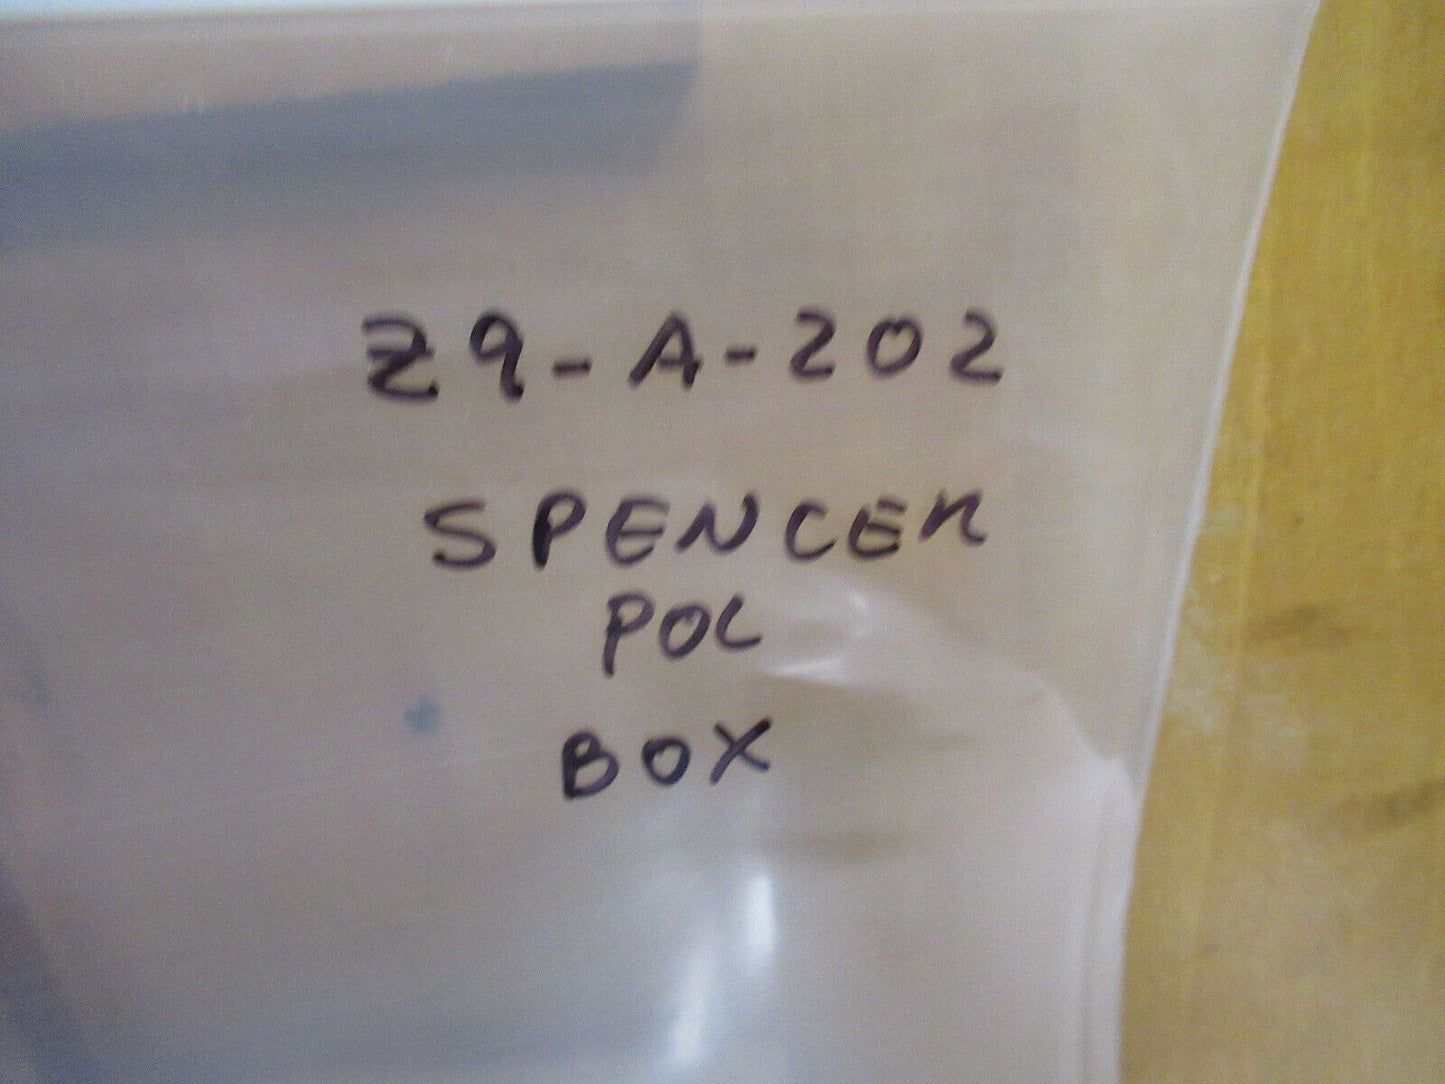 Z9-A-202
SPENCER
POL
BOX